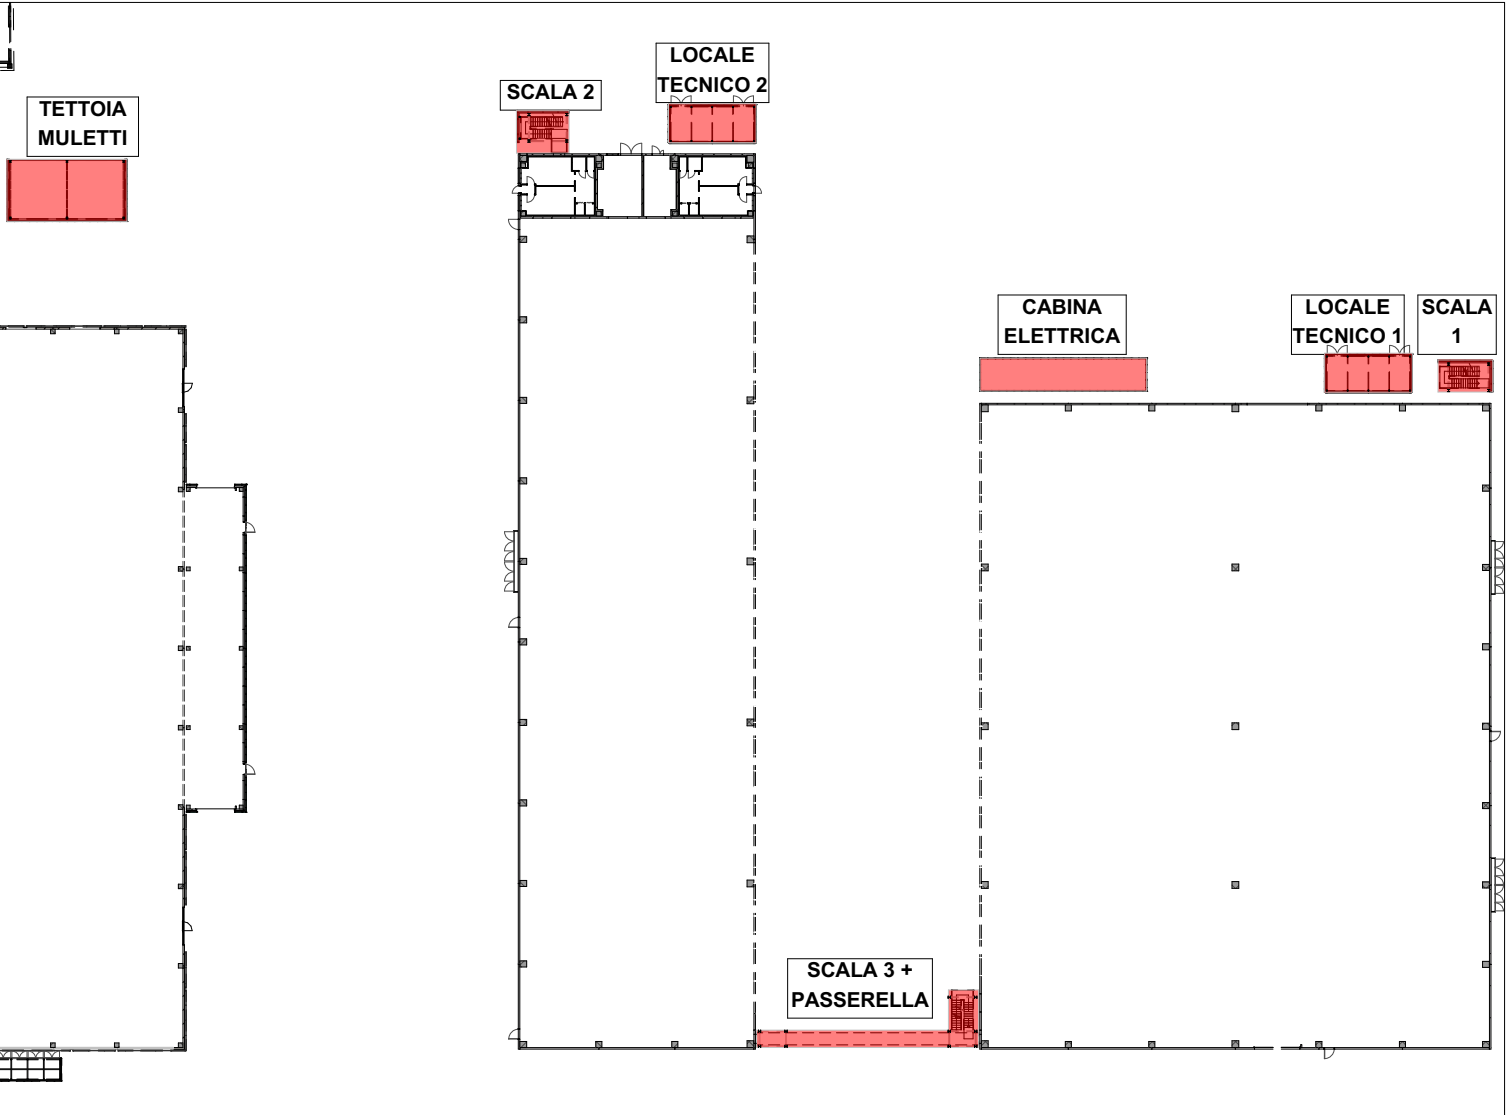 LOCALE
TECNICO 2
SCALA 2
TETTOIA
MULETTI
CABINA
ELETTRICA
LOCALE
TECNICO 1
SCALA
1
SCALA 3 +
PASSERELLA